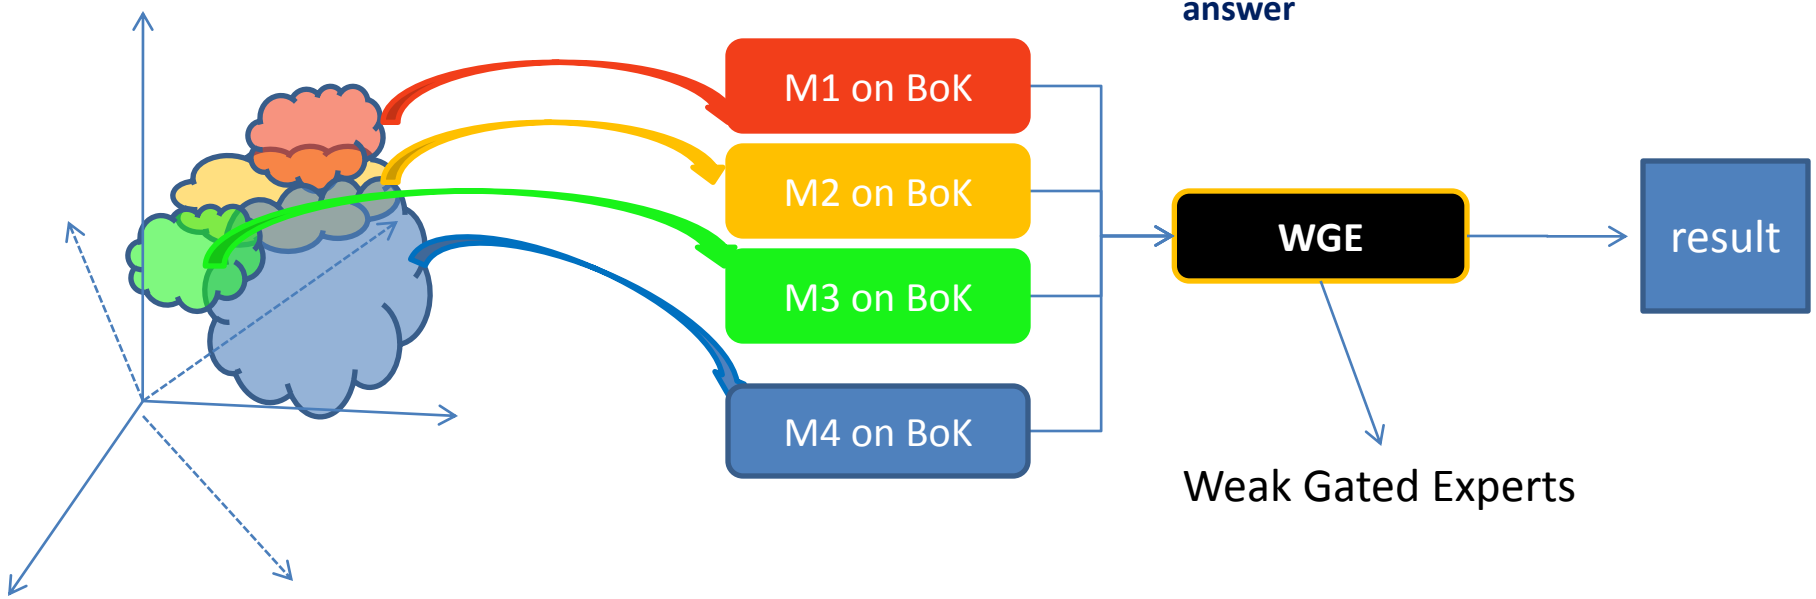 answer
M1 on BoK
M2 on BoK
M3 on BoK
M4 on BoK
WGE
result
Weak Gated Experts